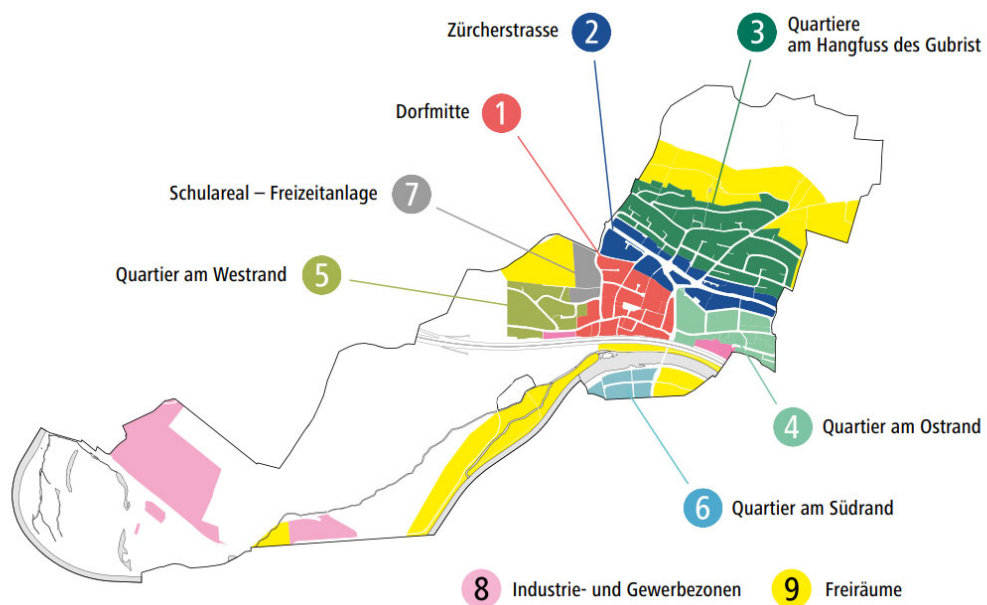 Zürcherstrasse 2
3 Quartiere
am Hangfuss des Gubrist
Dorfmitte 1
Schulareal – Freizeitanlage 7
Quartier am Westrand 5
4 Quartier am Ostrand
6 Quartier am Südrand
8 Industrie- und Gewerbezonen
9 Freiräume